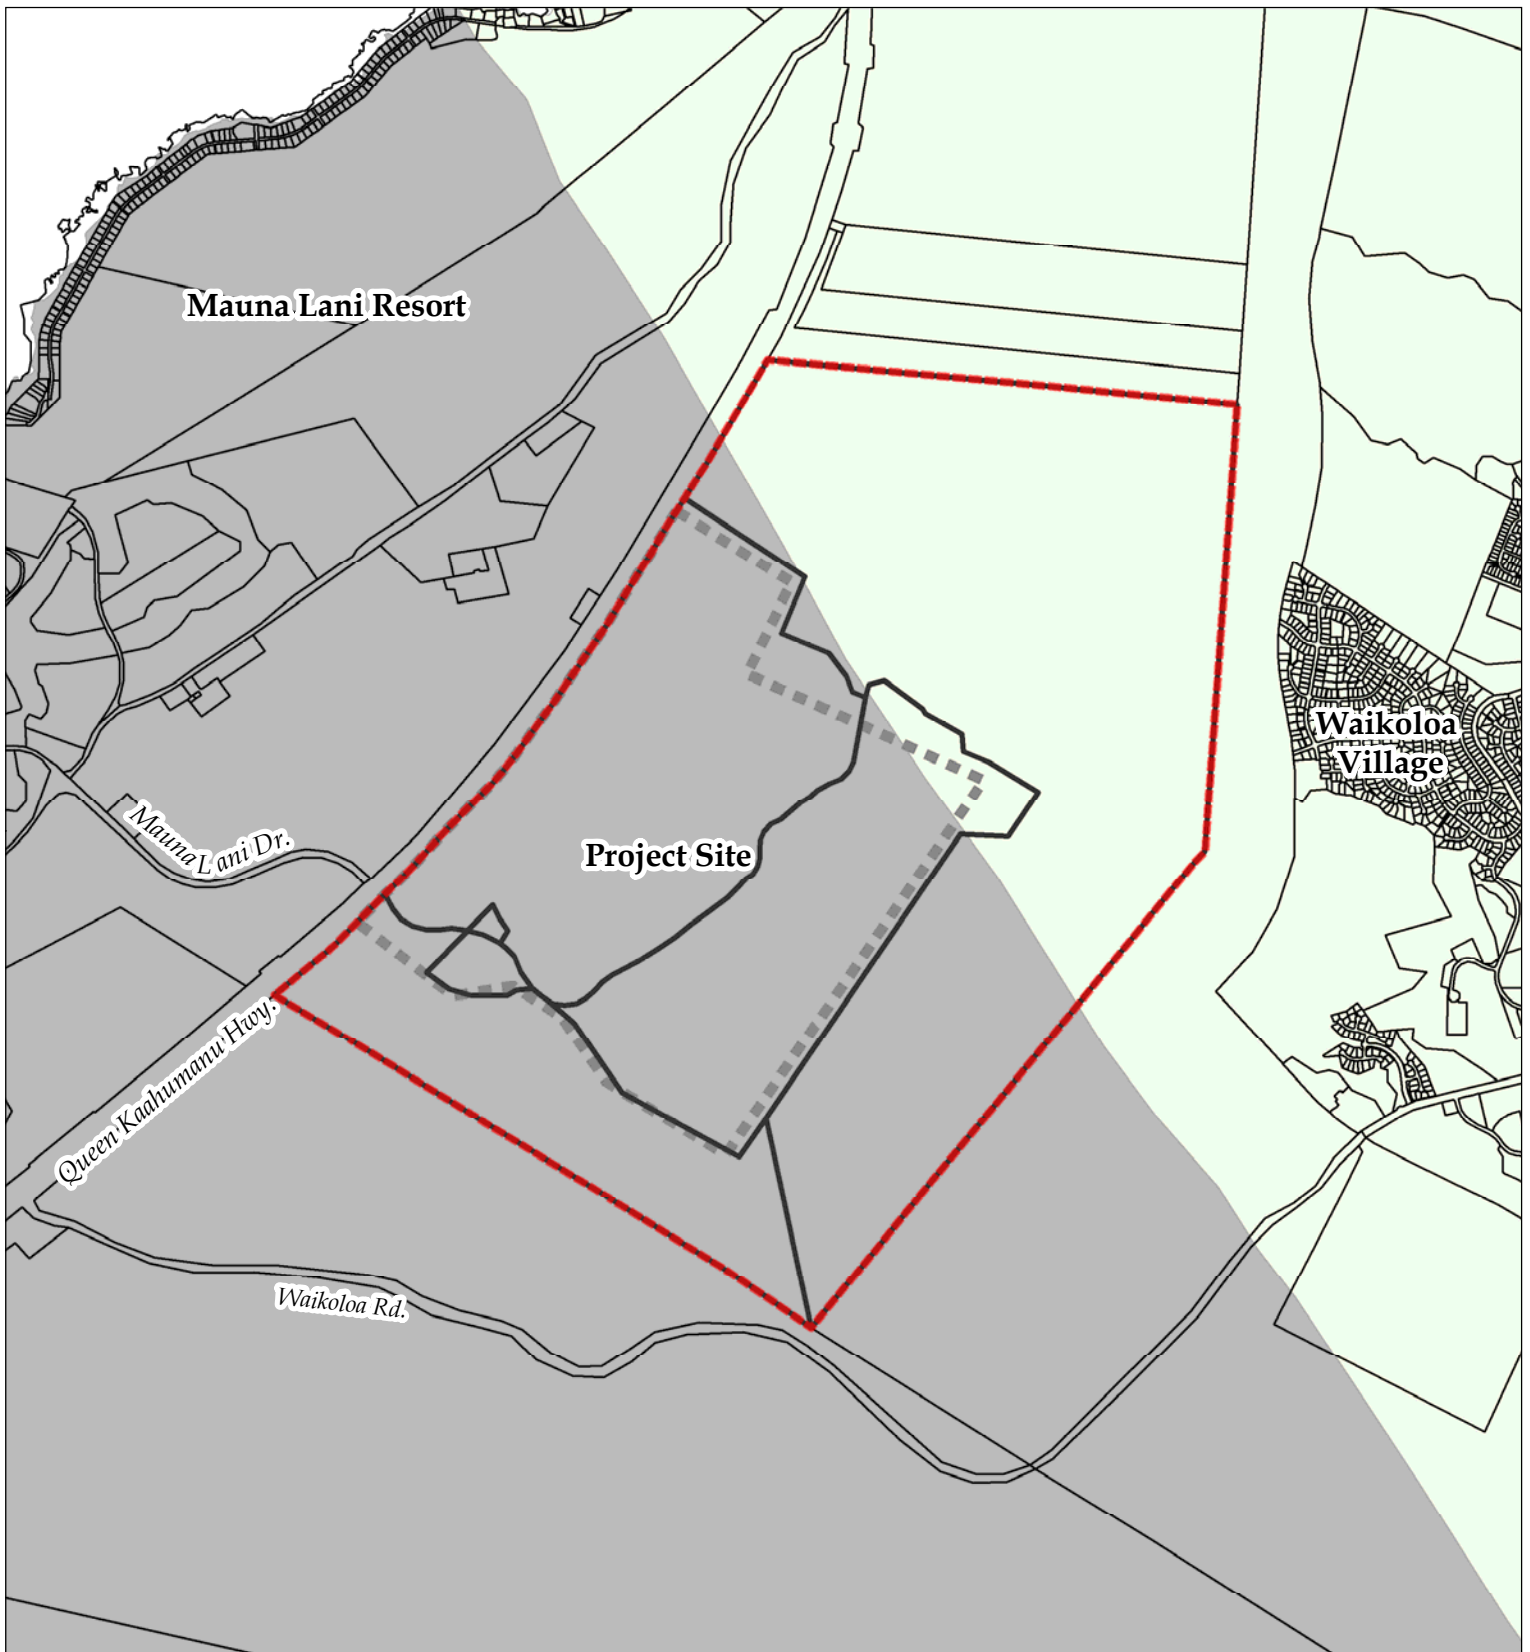 Mauna Lani Resort
Waikoloa
Village
Mauna Lani Dr.
Project Site
Queen Kaahumanu Hwy.
Waikoloa Rd.